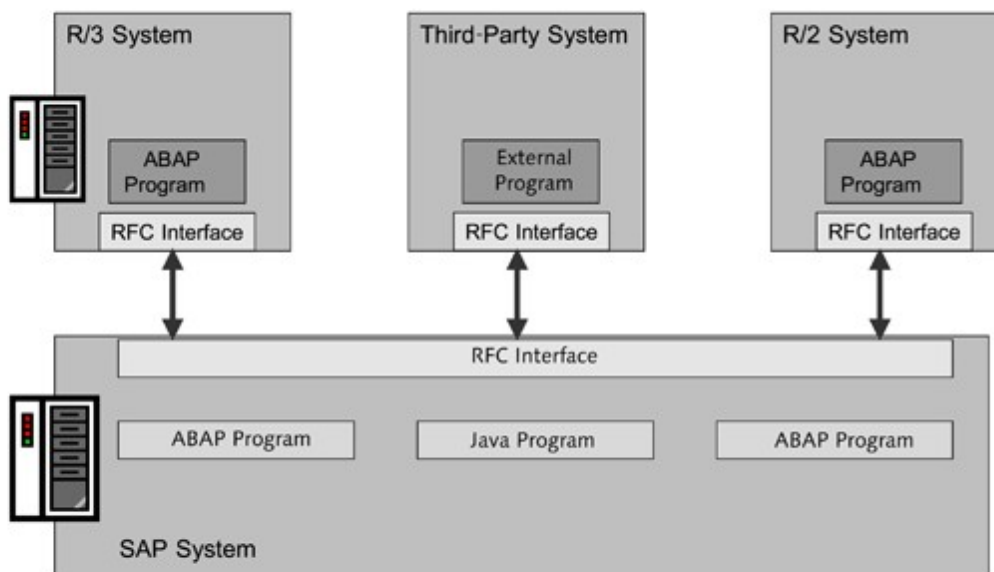 R/3 System
ABAP
Program
RFC Interface
Third-Party System
External
Program
RFC Interface
R/2 System
ABAP
Program
RFC Interface
RFC Interface
ABAP Program
Java Program
ABAP Program
SAP System